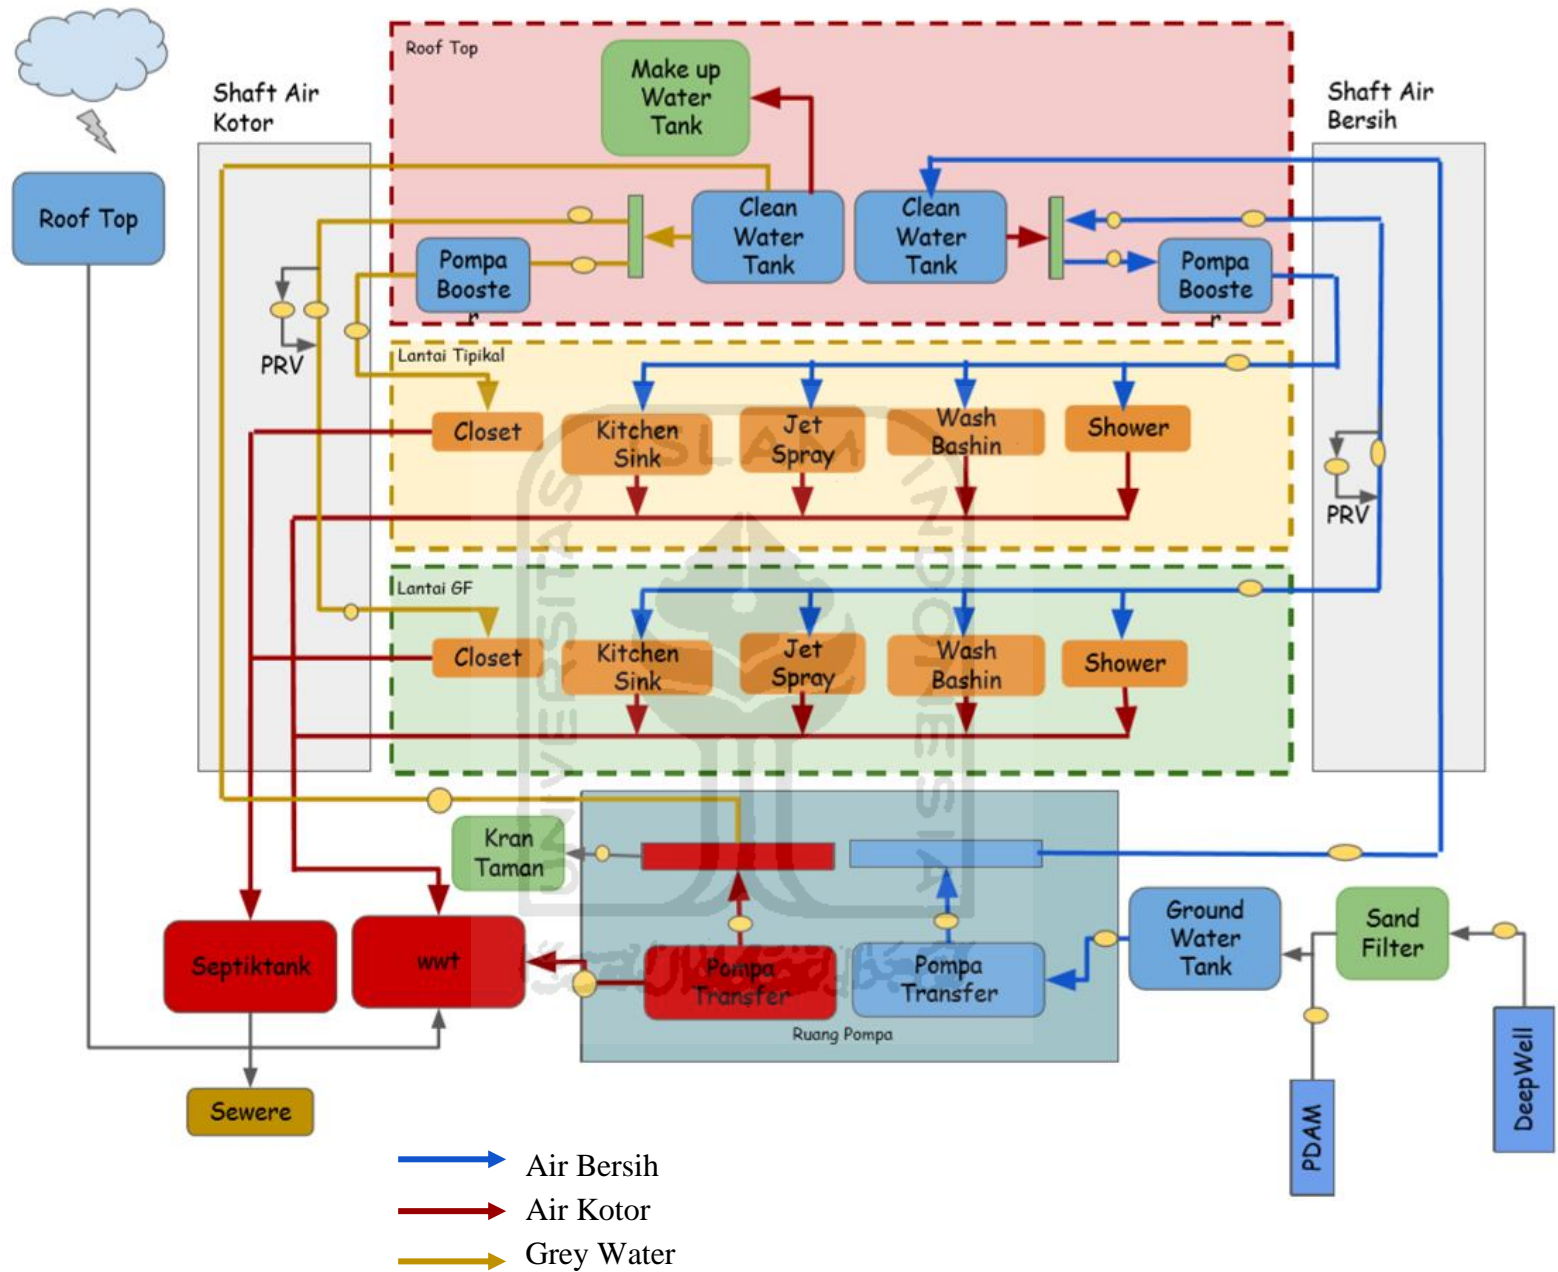 Roof Top
Make up
Water
Tank
Shaft Air
Kotor
Shaft Air
Bersih
Roof Top
Clean
Water
Tank
Clean
Water
Tank
Pompa
Booste
r
Pompa
Booste
r
PRV
Lantai Tipikal
Closet
Kitchen
Sink
Jet
Spray
Wash
Bashin
Shower
PRV
Lantai GF
Closet
Kitchen
Sink
Jet
Spray
Wash
Bashin
Shower
UNIVERSITAS
ISLAM
INDONESIA
Kran
Taman
Septiktank
wwt
Pompa
Transfer
Pompa
Transfer
Ruang Pompa
Ground
Water
Tank
Sand
Filter
Sewere
PDAM
DeepWell
Air Bersih
Air Kotor
Grey Water